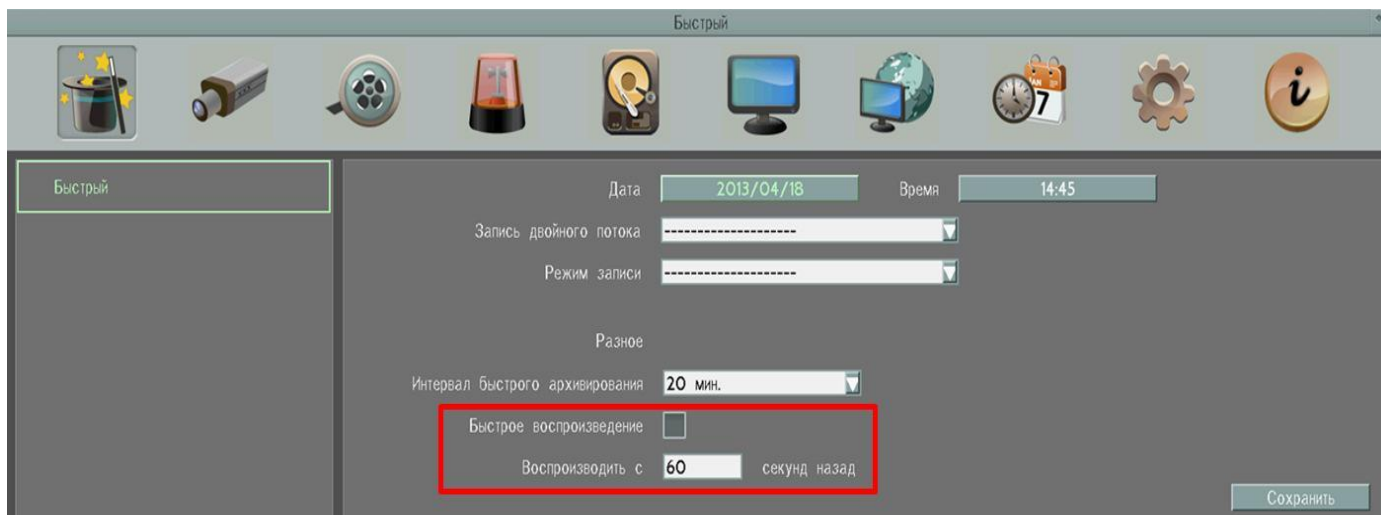 Быстрый
7
i
Быстрый
Дата 2013/04/18 Время 14:45
Запись двойного потока --------------------
Режим записи --------------------
Разное
Интервал быстрого архивирования 20 мин.
Быстрое воспроизведение
Воспроизводить с 60 секунд назад
Сохранить